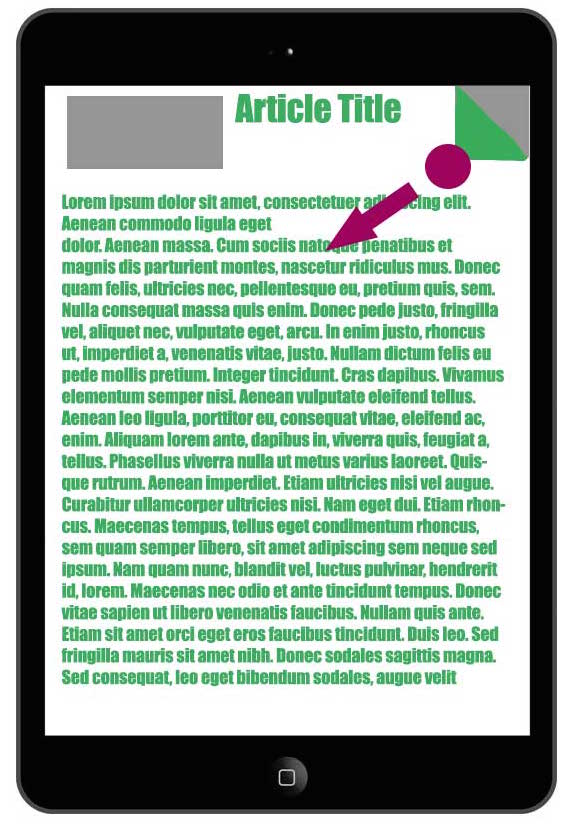 Article Title
Lorem ipsum dolor sit amet, consectetuer adipiscing elit.
Aenean commodo ligula eget
dolor. Aenean massa. Cum sociis natoque penatibus et
magnis dis parturient montes, nascetur ridiculus mus. Donec
quam felis, ultricies nec, pellentesque eu, pretium quis, sem.
Nulla consequat massa quis enim. Donec pede justo, fringilla
vel, aliquet nec, vulputate eget, arcu. In enim justo, rhoncus
ut, imperdiet a, venenatis vitae, justo. Nullam dictum felis eu
pede mollis pretium. Integer tincidunt. Cras dapibus. Vivamus
elementum semper nisi. Aenean vulputate eleifend tellus.
Aenean leo ligula, porttitor eu, consequat vitae, eleifend ac,
enim. Aliquam lorem ante, dapibus in, viverra quis, feugiat a,
tellus. Phasellus viverra nulla ut metus varius laoreet. Quis-
que rutrum. Aenean imperdiet. Etiam ultricies nisi vel augue.
Curabitur ullamcorper ultricies nisi. Nam eget dui. Etiam rhon-
cus. Maecenas tempus, tellus eget condimentum rhoncus,
sem quam semper libero, sit amet adipiscing sem neque sed
ipsum. Nam quam nunc, blandit vel, luctus pulvinar, hendrerit
id, lorem. Maecenas nec odio et ante tincidunt tempus. Donec
vitae sapien ut libero venenatis faucibus. Nullam quis ante.
Etiam sit amet orci eget eros faucibus tincidunt. Duis leo. Sed
fringilla mauris sit amet nibh. Donec sodales sagittis magna.
Sed consequat, leo eget bibendum sodales, augue velit